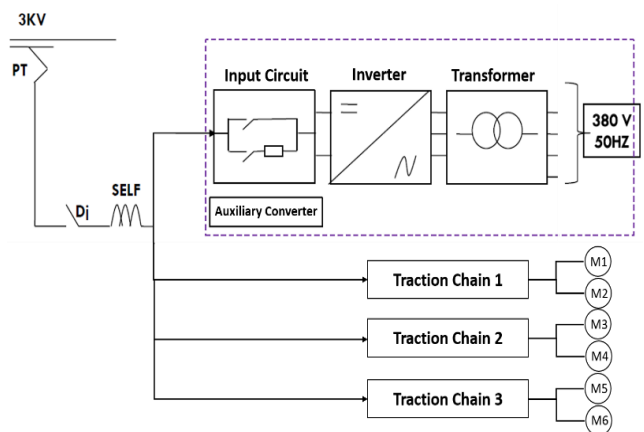 3KV
PT
Dj
SELF
Input Circuit
Inverter
Transformer
380 V
50HZ
Auxiliary Converter
Traction Chain 1
M1
M2
Traction Chain 2
M3
M4
Traction Chain 3
M5
M6